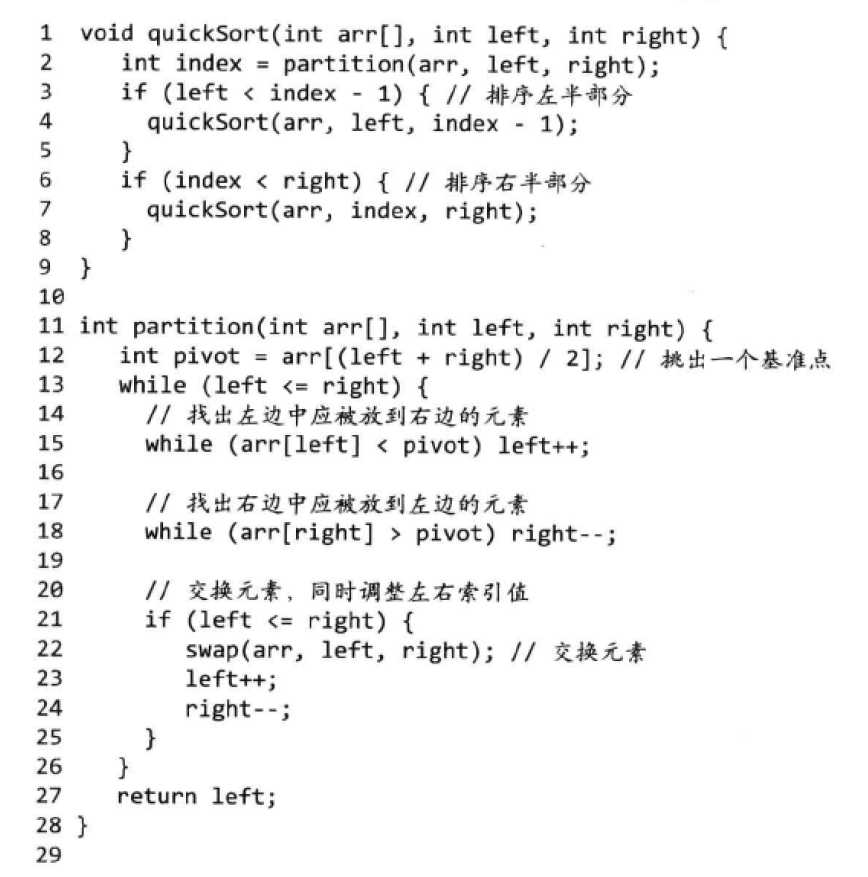 1 void quickSort(int arr[], int left, int right) {
2 int index = partition(arr, left, right);
3 if (left < index - 1) { // 排序左半部分
4 quickSort(arr, left, index - 1);
5 }
6 if (index < right) { // 排序右半部分
7 quickSort(arr, index, right);
8 }
9 }
10
11 int partition(int arr[], int left, int right) {
12 int pivot = arr[(left + right) / 2]; // 挑出一个基准点
13 while (left <= right) {
14 // 找出左边中应被放到右边的元素
15 while (arr[left] < pivot) left++;
16
17 // 找出右边中应被放到左边的元素
18 while (arr[right] > pivot) right--;
19
20 // 交换元素，同时调整左右索引值
21 if (left <= right) {
22 swap(arr, left, right); // 交换元素
23 left++;
24 right--;
25 }
26 }
27 return left;
28 }
29